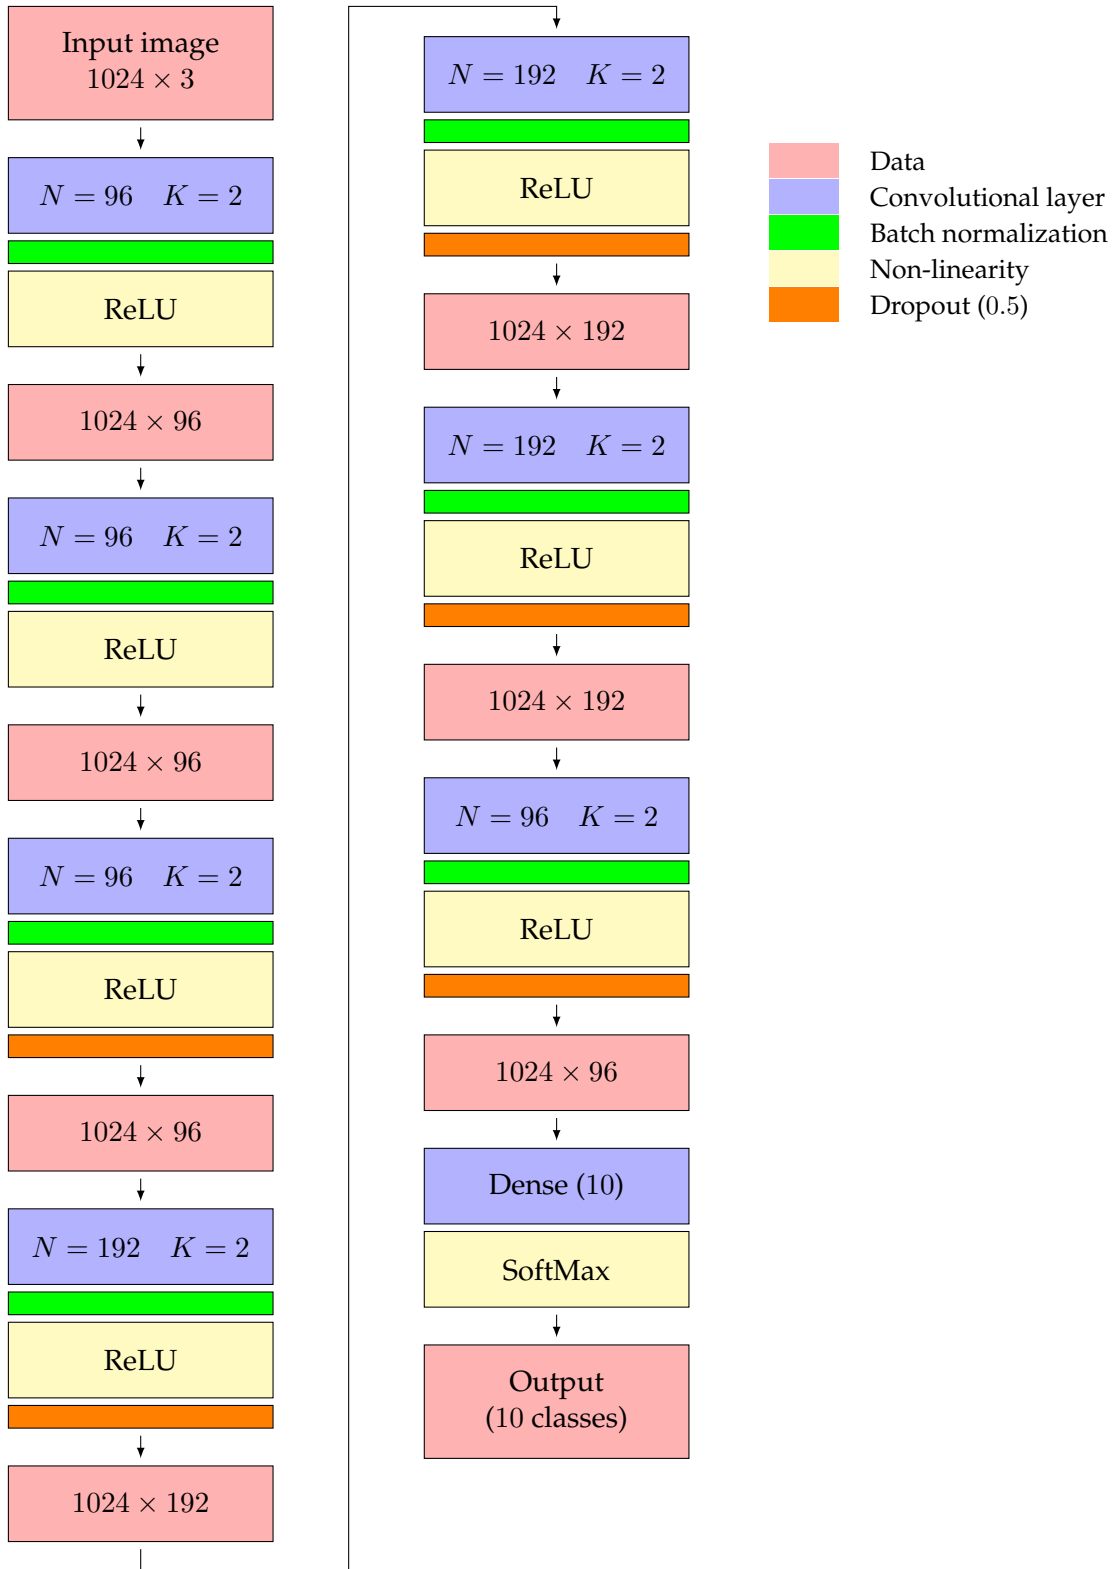 Input image
1024 × 3
N = 96 K = 2
ReLU
1024 × 96
N = 96 K = 2
ReLU
1024 × 96
N = 96 K = 2
ReLU
1024 × 96
N = 192 K = 2
ReLU
1024 × 192
N = 192 K = 2
ReLU
1024 × 192
N = 192 K = 2
ReLU
1024 × 192
N = 96 K = 2
ReLU
1024 × 96
Dense (10)
SoftMax
Output
(10 classes)
Data
Convolutional layer
Batch normalization
Non-linearity
Dropout (0.5)